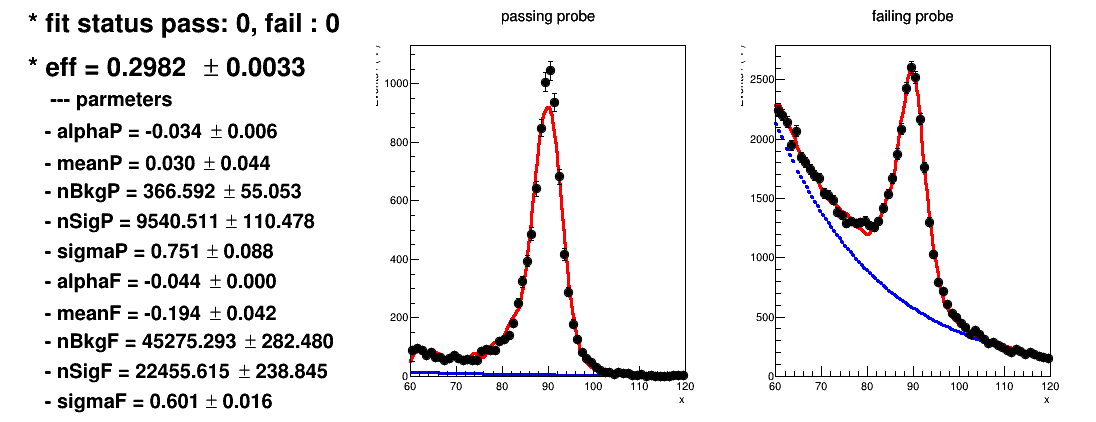 * fit status pass: 0, fail : 0
* eff = 0.2982 ± 0.0033
--- parmeters
- alphaP = -0.034 ± 0.006
- meanP = 0.030 ± 0.044
- nBkgP = 366.592 ± 55.053
- nSigP = 9540.511 ± 110.478
- sigmaP = 0.751 ± 0.088
- alphaF = -0.044 ± 0.000
- meanF = -0.194 ± 0.042
- nBkgF = 45275.293 ± 282.480
- nSigF = 22455.615 ± 238.845
- sigmaF = 0.601 ± 0.016
passing probe
1000
800
600
400
200
0
60 70 80 90 100 110 120
x
failing probe
2500
2000
1500
1000
500
0
60 70 80 90 100 110 120
x